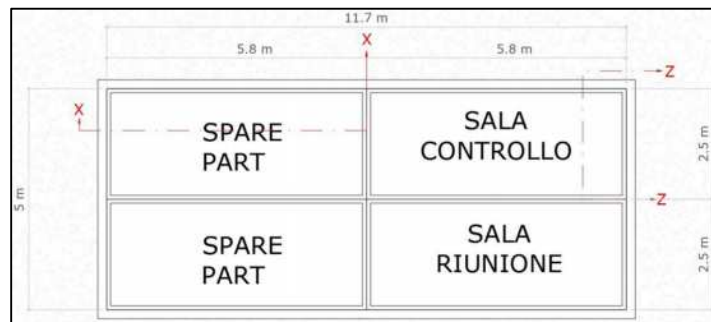 11.7 m
5.8 m
X
5.8 m
Z
X
SPARE
PART
SALA
CONTROLLO
2.5 m
5 m
Z
SPARE
PART
SALA
RIUNIONE
2.5 m